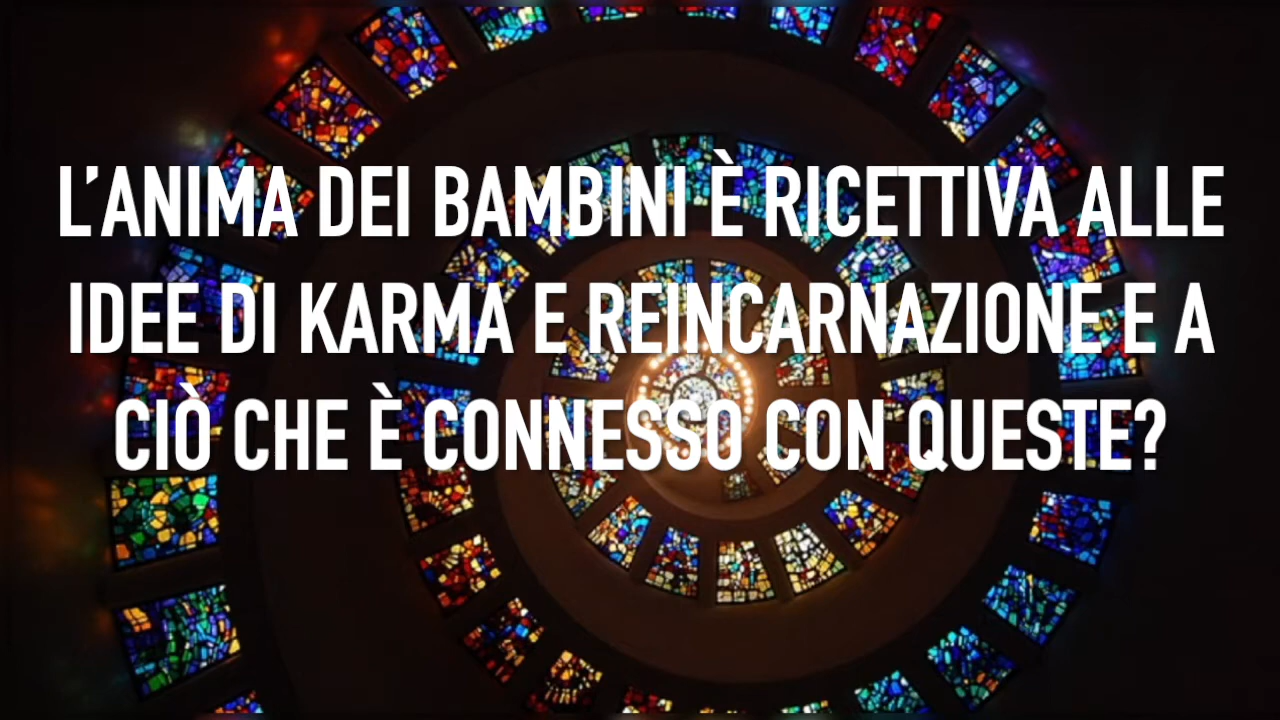 L'ANIMA DEI BAMBINI È RICETTIVA ALLE
IDEE DI KARMA E REINCARNAZIONE E A
CIÒ CHE È CONNESSO CON QUESTE?